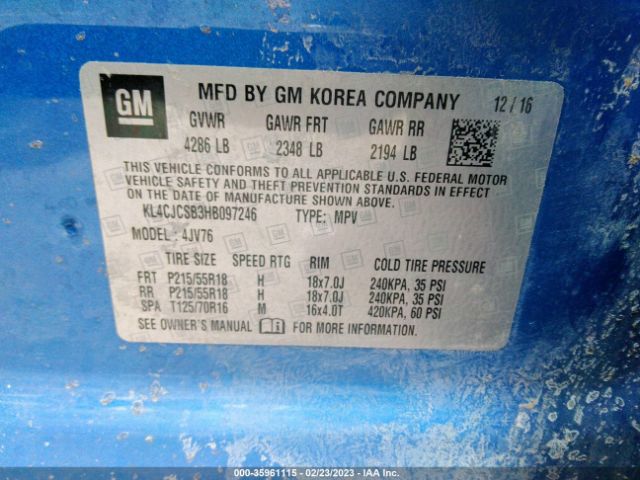 GM MFD BY GM KOREA COMPANY 12/16
GVWR GAWR FRT GAWR RR
4286 LB 2348 LB 2194 LB
THIS VEHICLE CONFORMS TO ALL APPLICABLE U.S. FEDERAL MOTOR
VEHICLE SAFETY AND THEFT PREVENTION STANDARDS IN EFFECT
ON THE DATE OF MANUFACTURE SHOWN ABOVE.
KL4CJCSB3HB097246 TYPE: MPV
MODEL - 4JV76
TIRE SIZE SPEED RTG RIM COLD TIRE PRESSURE
FRT P215/55R18 H 18x7.0J 240KPA, 35 PSI
RR P215/55R18 H 18x7.0J 240KPA, 35 PSI
SPA T125/70R16 M 16x4.0T 420KPA, 60 PSI
SEE OWNER'S MANUAL FOR MORE INFORMATION.
000-35961115 - 02/23/2023 - IAA Inc.